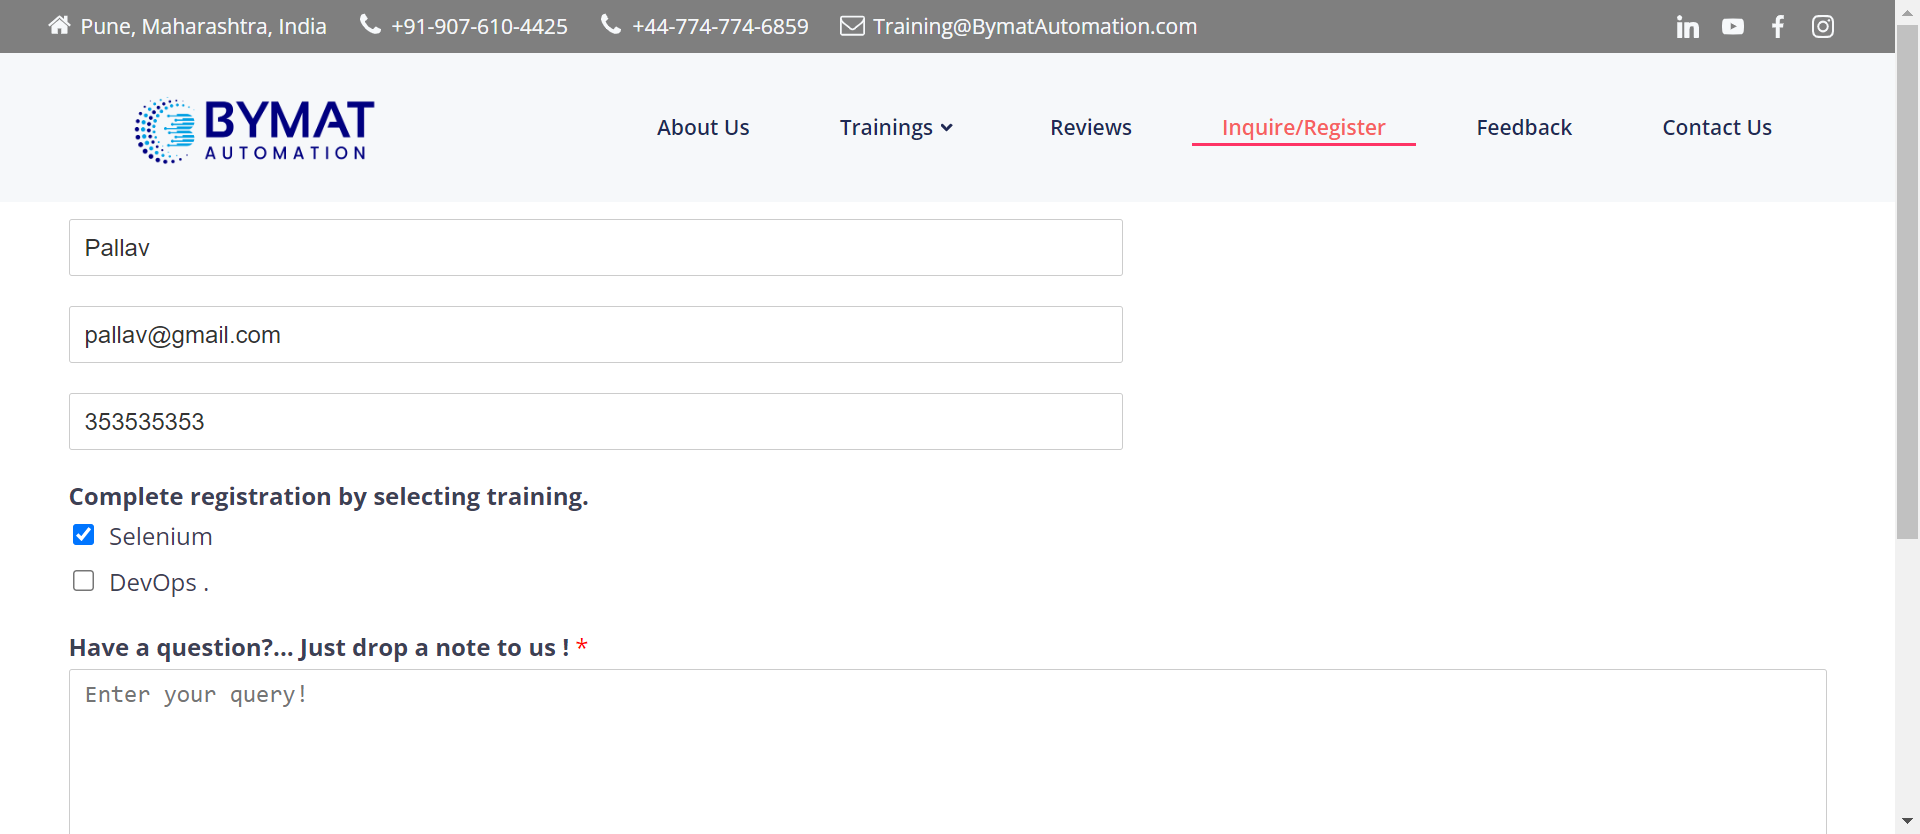 Pune, Maharashtra, India +91-907-610-4425 +44-774-774-6859 Training@BymatAutomation.com
BYMAT
AUTOMATION
About Us Trainings Reviews Inquire/Register Feedback Contact Us
Pallav
pallav@gmail.com
353535353
Complete registration by selecting training.
Selenium
DevOps .
Have a question?... Just drop a note to us ! *
Enter your query!